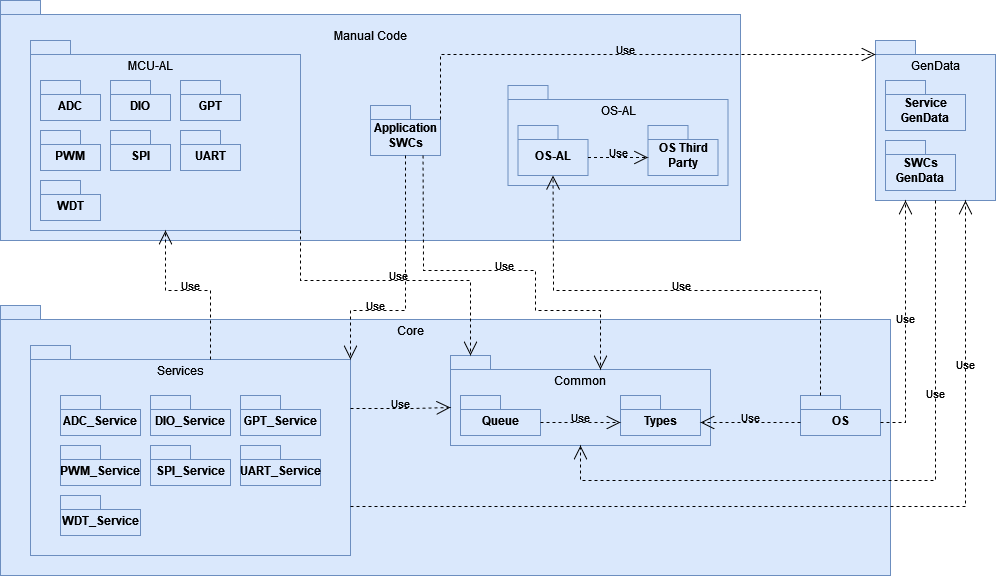 Manual Code
MCU-AL
ADC
DIO
GPT
PWM
SPI
UART
WDT
Application
SWCs
Use
OS-AL
OS-AL
Use
OS Third
Party
GenData
Service
GenData
SWCs
GenData
Use
Use
Use
Use
Use
Use
Use
Use
Core
Services
ADC_Service
DIO_Service
GPT_Service
PWM_Service
SPI_Service
UART_Service
WDT_Service
Use
Common
Queue
Use
Types
Use
OS